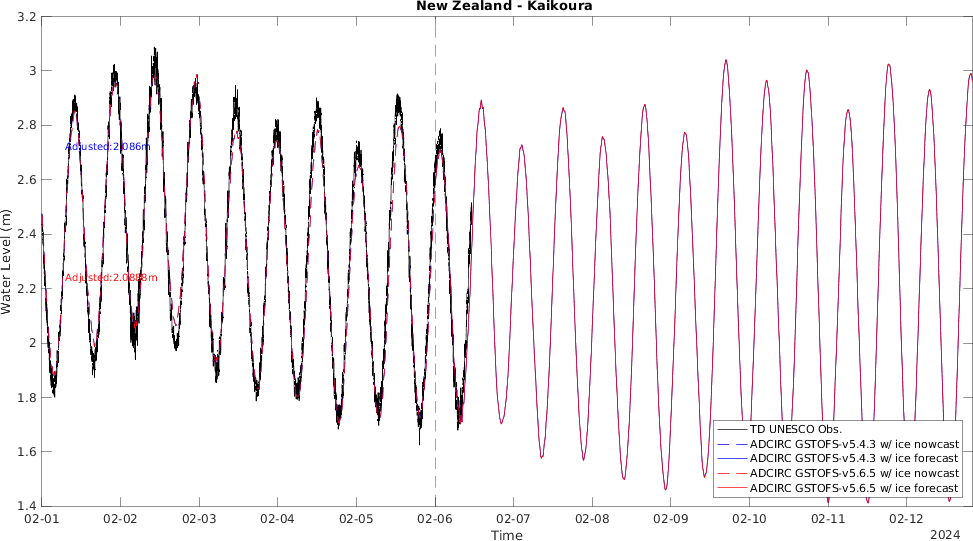 New Zealand - Kaikoura
3.2
3
2.8
2.6
2.4
2.2
2
1.8
1.6
1.4
Water Level (m)
Adjusted:2.086m
Adjusted:2.0888m
TD UNESCO Obs.
ADCIRC GSTOFS-v5.4.3 w/ ice nowcast
ADCIRC GSTOFS-v5.4.3 w/ ice forecast
ADCIRC GSTOFS-v5.6.5 w/ ice nowcast
ADCIRC GSTOFS-v5.6.5 w/ ice forecast
02-01 02-02 02-03 02-04 02-05 02-06 02-07 02-08 02-09 02-10 02-11 02-12
Time
2024